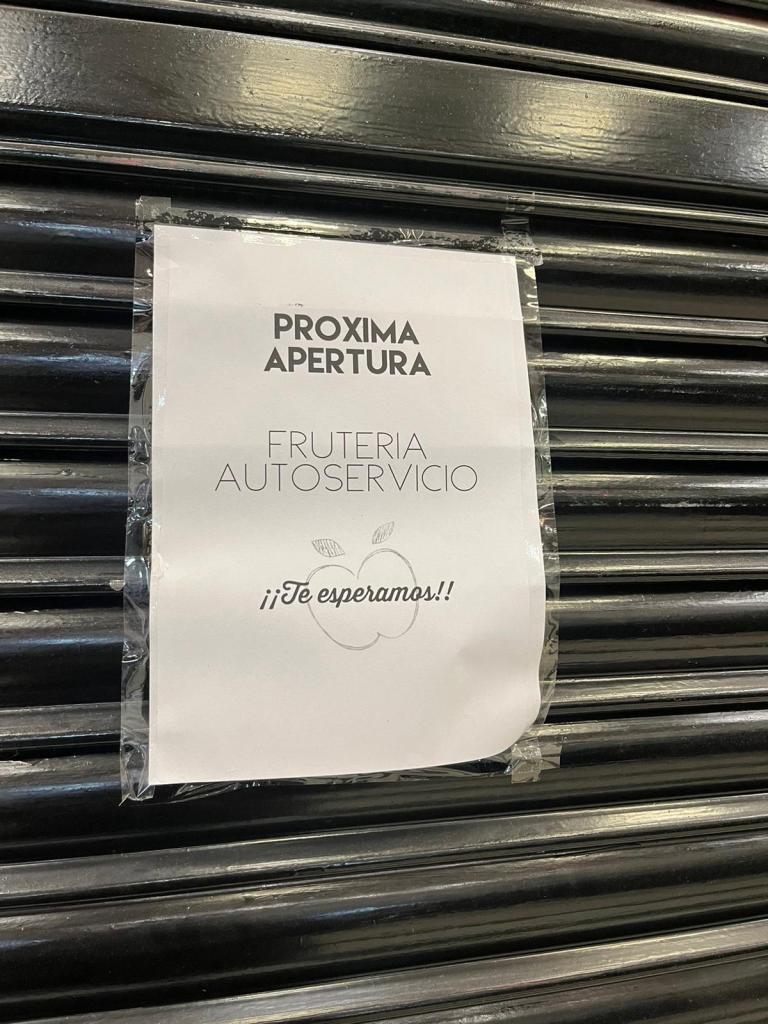 PROXIMA
APERTURA
FRUTERIA
AUTOSERVICIO
¡¡Te esperamos!!